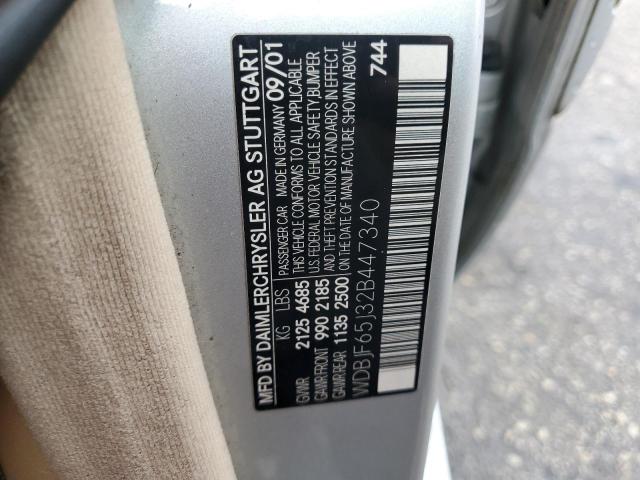 MFD BY DAIMLERCHRYSLER AG STUTTGART
KG LBS PASSENGER CAR MADE IN GERMANY 09/01
GVWR 2125 4685 THIS VEHICLE CONFORMS TO ALL APPLICABLE
GAWR FRONT 990 2185 U.S. FEDERAL MOTOR VEHICLE SAFETY, BUMPER
GAWR REAR 1135 2500 AND THEFT PREVENTION STANDARDS IN EFFECT
ON THE DATE OF MANUFACTURE SHOWN ABOVE
WDBJF65J32B447340 744